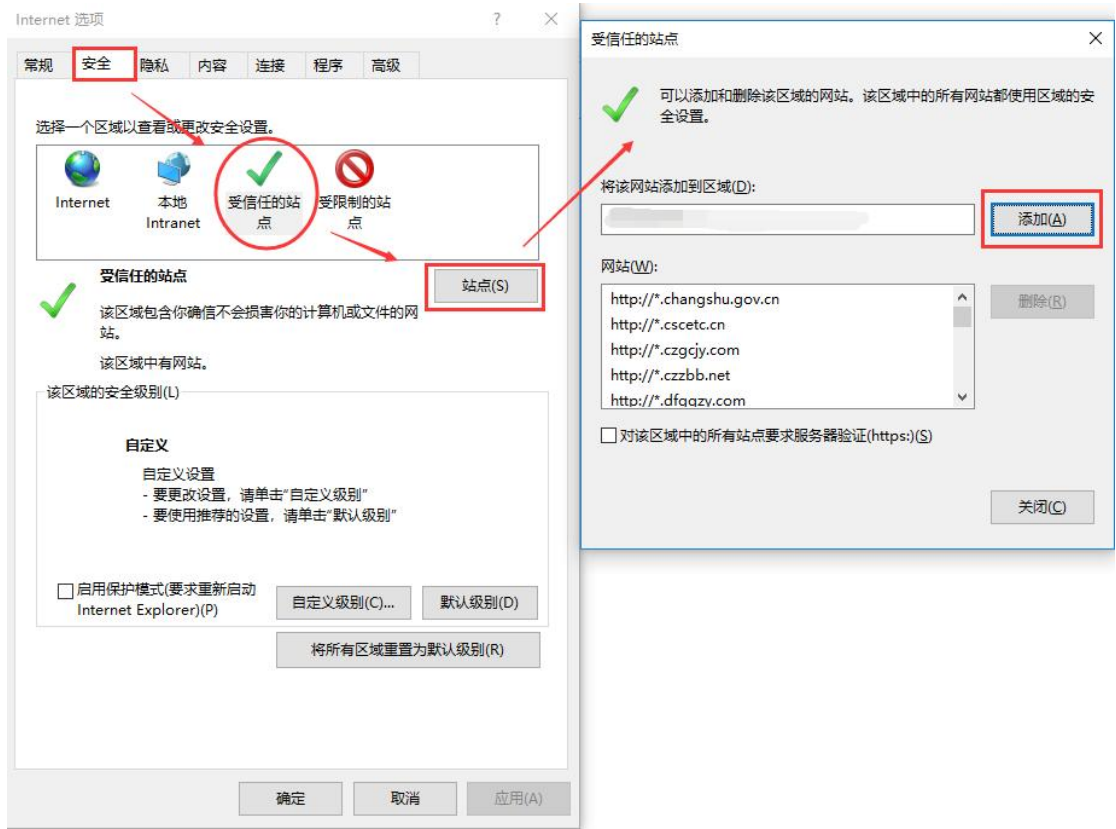 Internet 选项
常规 安全 隐私 内容 连接 程序 高级
选择一个区域以查看或更改安全设置。
Internet
本地
Intranet
受信任的站
点
受限制的站
点
受信任的站点
站点(S)
该区域包含你确信不会损害你的计算机或文件的网
站。
该区域中有网站。
该区域的安全级别(L)
自定义
自定义设置
- 要更改设置，请单击“自定义级别”
- 要使用推荐的设置，请单击“默认级别”
启用保护模式(要求重新启动
Internet Explorer)(P)
自定义级别(C)...
默认级别(D)
将所有区域重置为默认级别(R)
确定
取消
应用(A)
受信任的站点
可以添加和删除该区域的网站。该区域中的所有网站都使用区域的安
全设置。
将该网站添加到区域(D):
添加(A)
网站(W):
http://*.changshu.gov.cn
http://*.cscetc.cn
http://*.czgcjy.com
http://*.czzbb.net
http://*.dfggzy.com
删除(R)
对该区域中的所有站点要求服务器验证(https:)(S)
关闭(C)